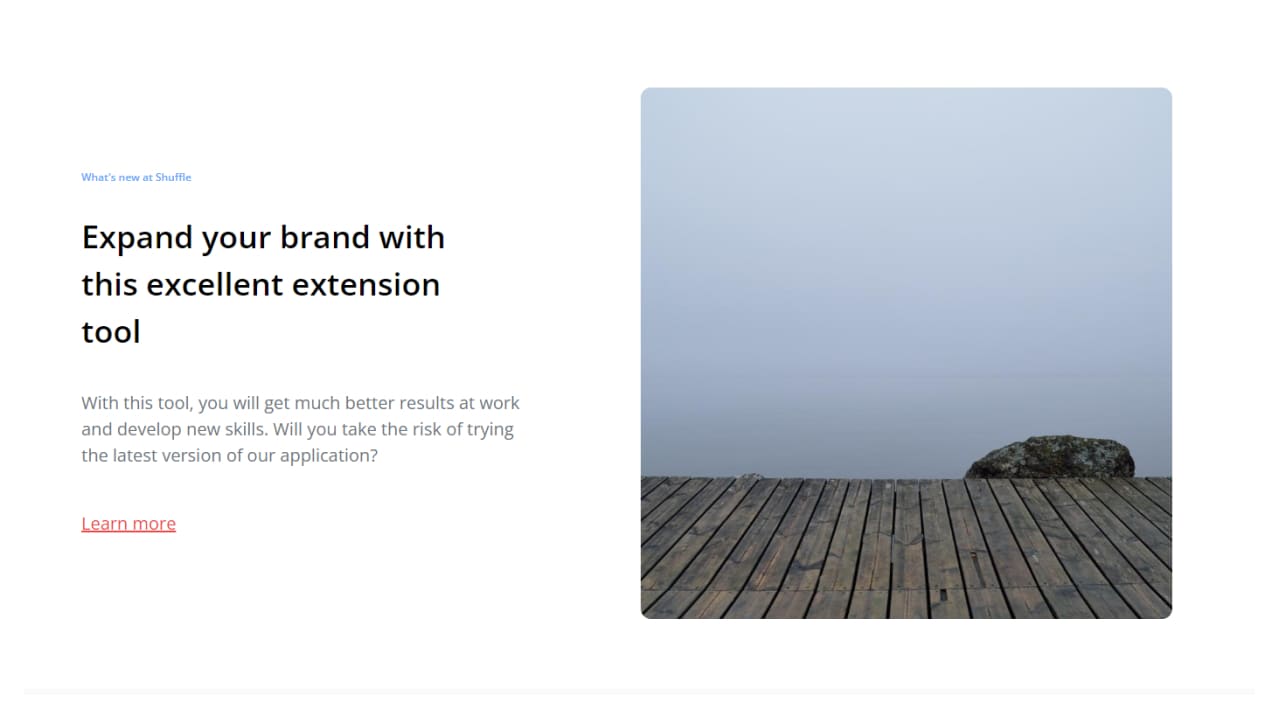 What's new at Shuffle
Expand your brand with
this excellent extension
tool
With this tool, you will get much better results at work
and develop new skills. Will you take the risk of trying
the latest version of our application?
Learn more